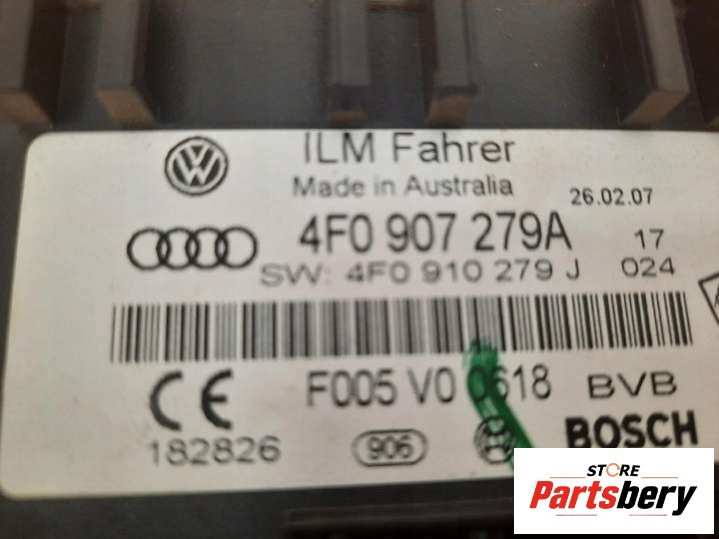 ILM Fahrer
Made in Australia
26.02.07
4F0 907 279A
17
SW: 4F0 910 279 J
024
F005 V0 0618 BVB
182826
906
BOSCH
STORE
Partsbery